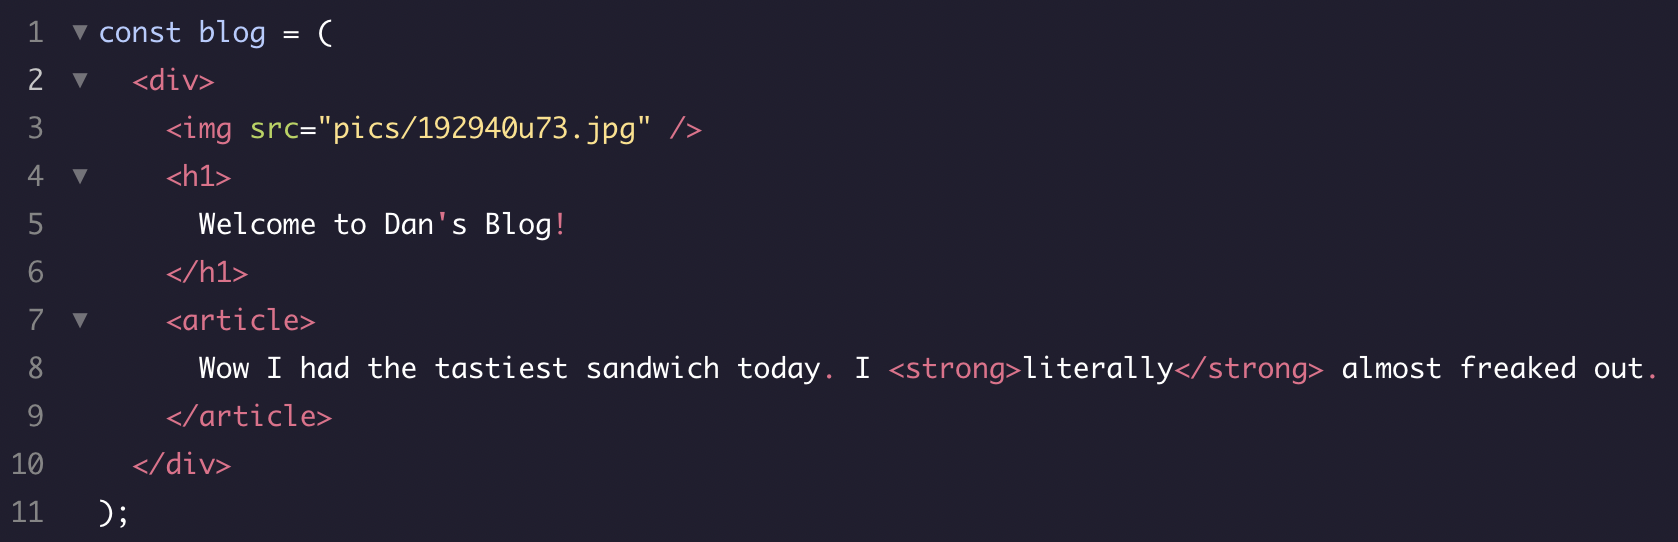 1 ▼ const blog = (
2 ▼   <div>
3       <img src="pics/192940u73.jpg" />
4 ▼     <h1>
5         Welcome to Dan's Blog!
6       </h1>
7 ▼     <article>
8         Wow I had the tastiest sandwich today. I <strong>literally</strong> almost freaked out.
9       </article>
10    </div>
11  );